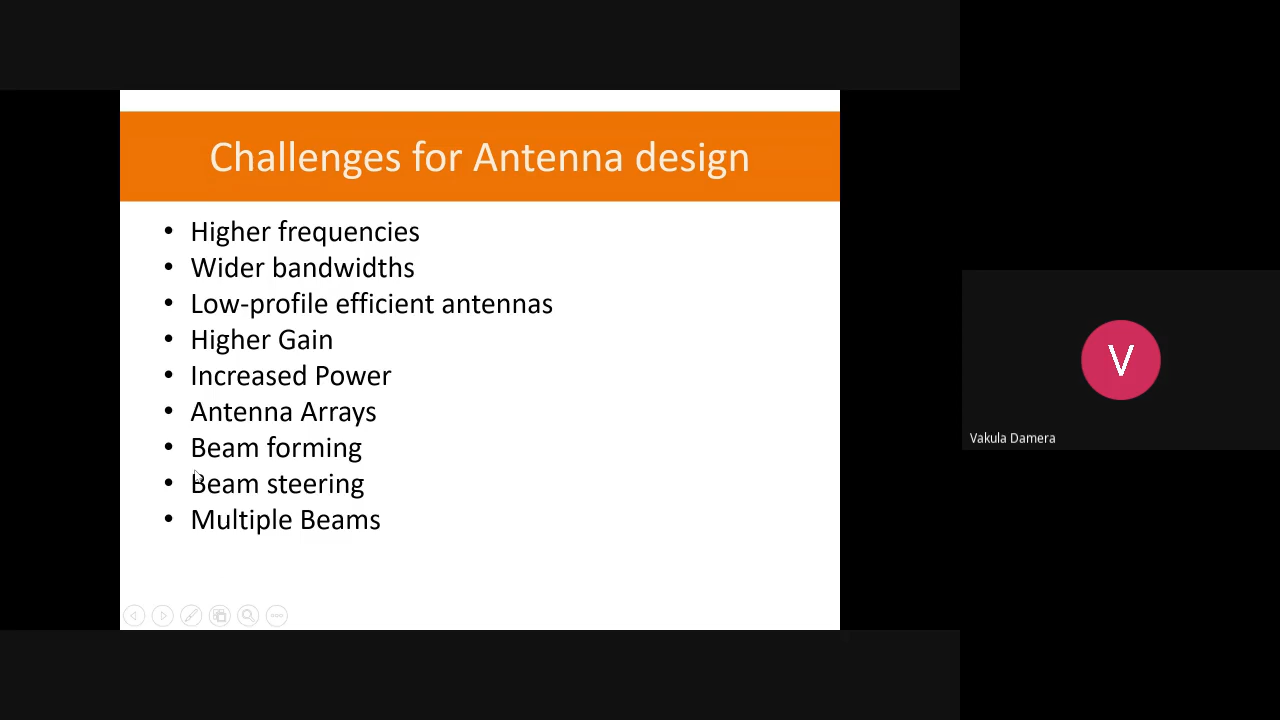 Challenges for Antenna design
• Higher frequencies
• Wider bandwidths
• Low-profile efficient antennas
• Higher Gain
• Increased Power
• Antenna Arrays
• Beam forming
• Beam steering
• Multiple Beams
V
Vakula Damera